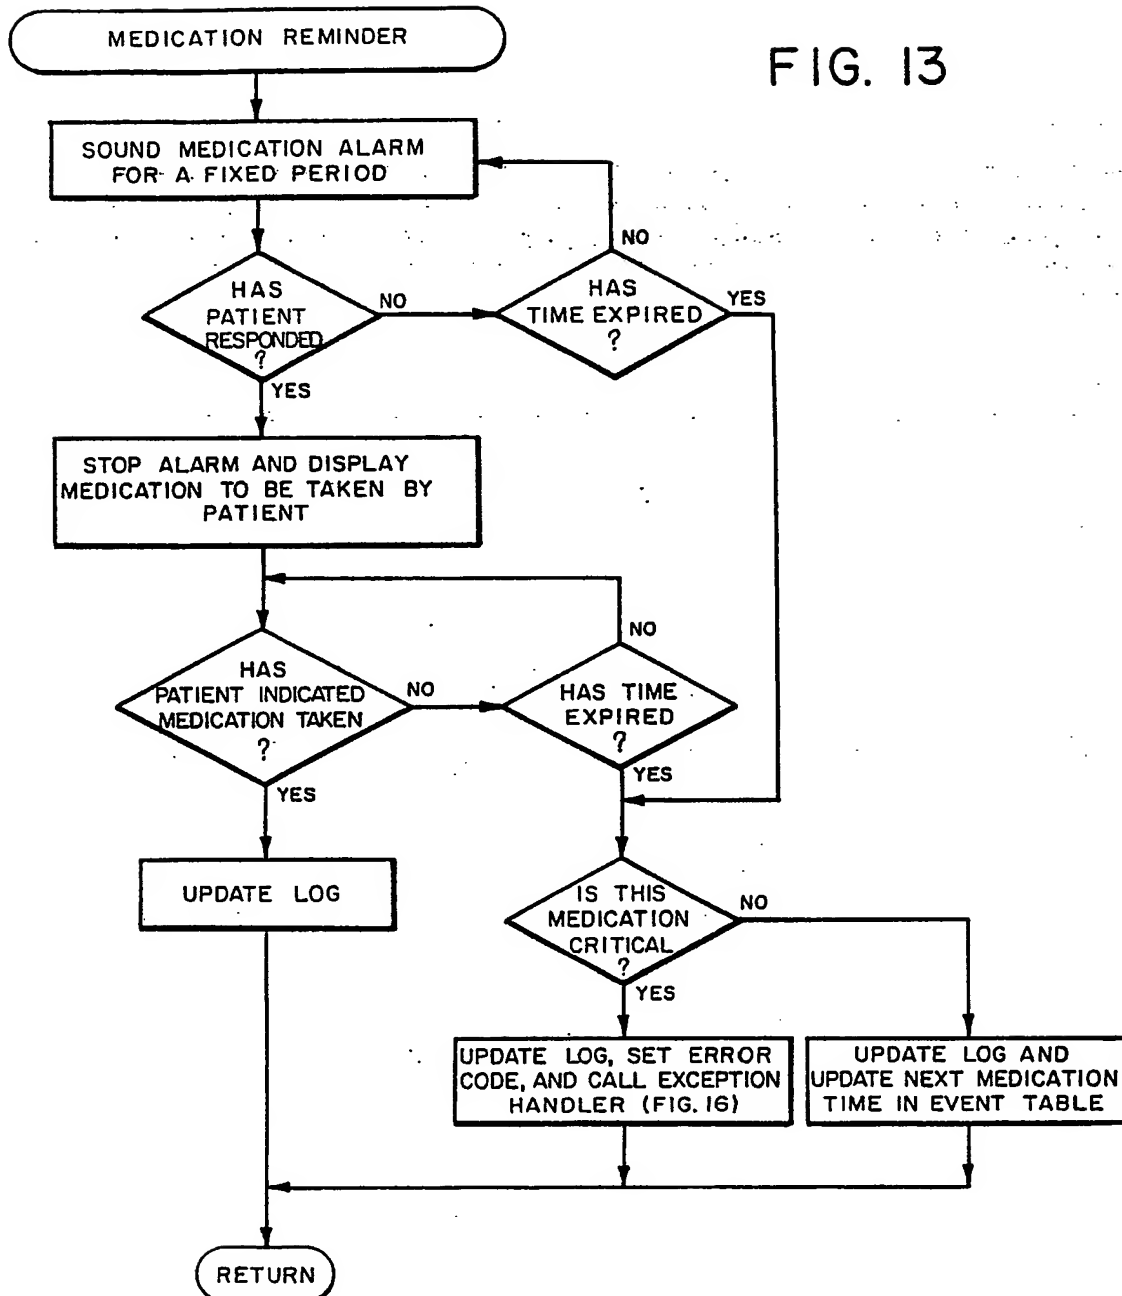 MEDICATION REMINDER
FIG. 13
SOUND MEDICATION ALARM
FOR A FIXED PERIOD
NO
HAS
PATIENT
RESPONDED
?
NO
HAS
TIME EXPIRED
?
YES
YES
STOP ALARM AND DISPLAY
MEDICATION TO BE TAKEN BY
PATIENT
NO
HAS
PATIENT INDICATED
MEDICATION TAKEN
?
NO
HAS TIME
EXPIRED
?
YES
YES
UPDATE LOG
IS THIS
MEDICATION
CRITICAL
?
NO
YES
UPDATE LOG, SET ERROR
CODE, AND CALL EXCEPTION
HANDLER (FIG. 16)
UPDATE LOG AND
UPDATE NEXT MEDICATION
TIME IN EVENT TABLE
RETURN